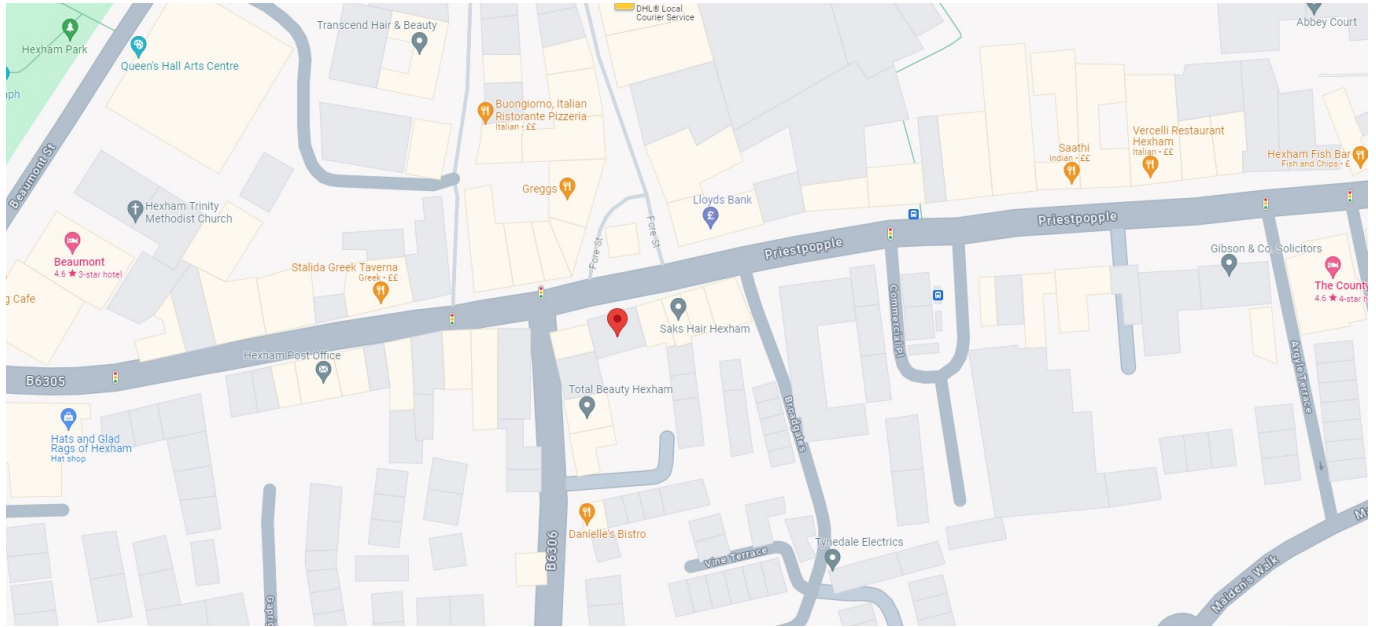 DHL® Local
Courier Service
Transcend Hair & Beauty
Abbey Court
Hexham Park
Queen's Hall Arts Centre
aph
Buongiorno, Italian
Ristorante Pizzeria
Italian · ££
Vercelli Restaurant
Hexham
Italian · ££
Saathi
Indian · ££
Hexham Fish Bar
Fish and Chips · £
Beaumont St
Greggs
Lloyds Bank
Hexham Trinity
Methodist Church
Fore St
Fore St
Priestpopple
Priestpopple
Gibson & Co. Solicitors
Beaumont
4.6 ★ 3-star hotel
Stalida Greek Taverna
Greek · ££
The County
4.6 ★ 4-star
g Cafe
Commercial Pl
Saks Hair Hexham
Hexham Post Office
B6305
Argyle Terrace
Total Beauty Hexham
Broadgates
Hats and Glad
Rags of Hexham
Hat shop
Danielle's Bistro
B6306
Tynedale Electrics
Vine Terrace
Ma
Maiden's Walk
Gapri